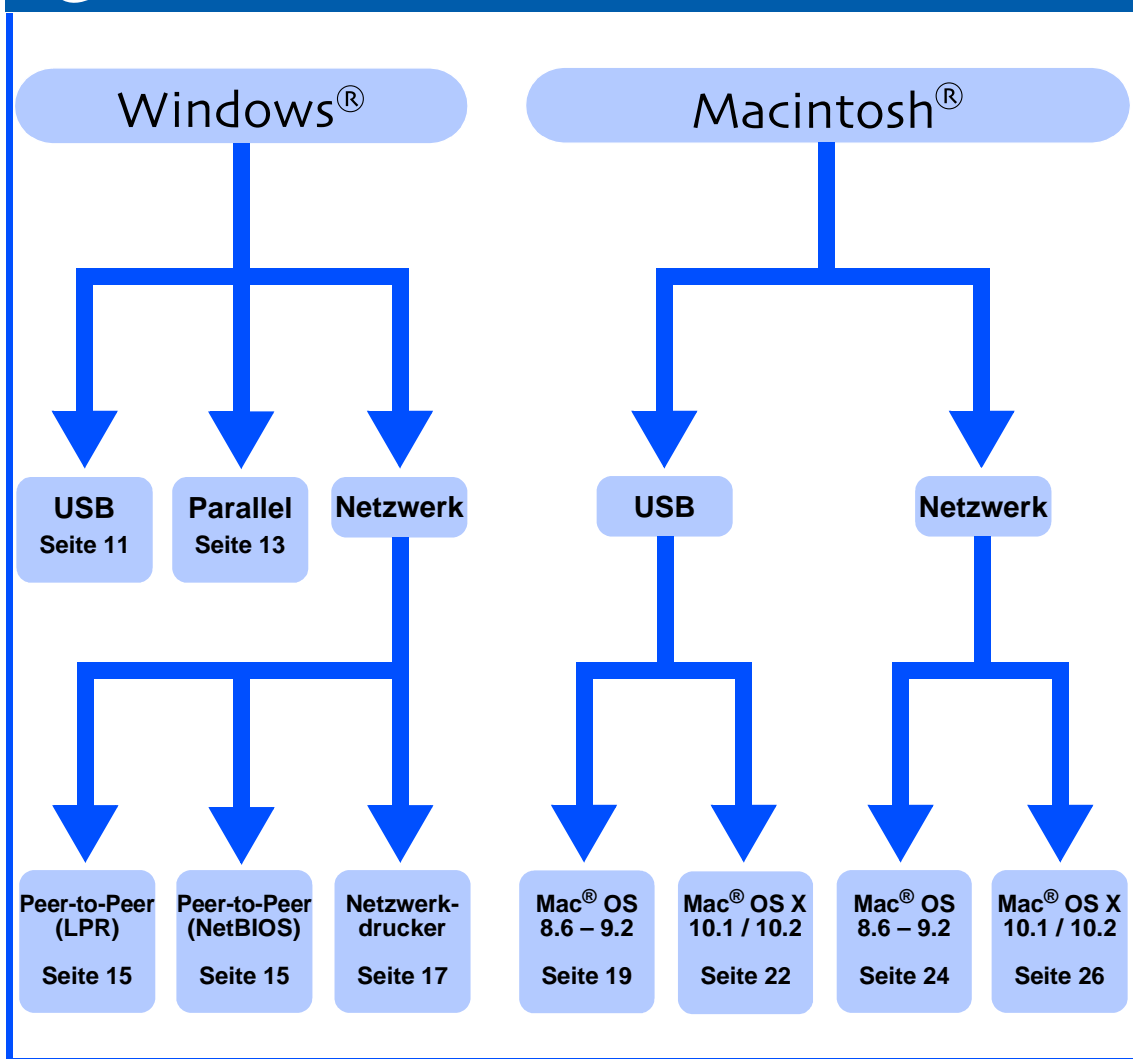 Windows®
Macintosh®
USB
Seite 11
Parallel
Seite 13
Netzwerk
USB
Netzwerk
Peer-to-Peer
(LPR)
Seite 15
Peer-to-Peer
(NetBIOS)
Seite 15
Netzwerk-
drucker
Seite 17
Mac® OS
8.6 – 9.2
Seite 19
Mac® OS X
10.1 / 10.2
Seite 22
Mac® OS
8.6 – 9.2
Seite 24
Mac® OS X
10.1 / 10.2
Seite 26